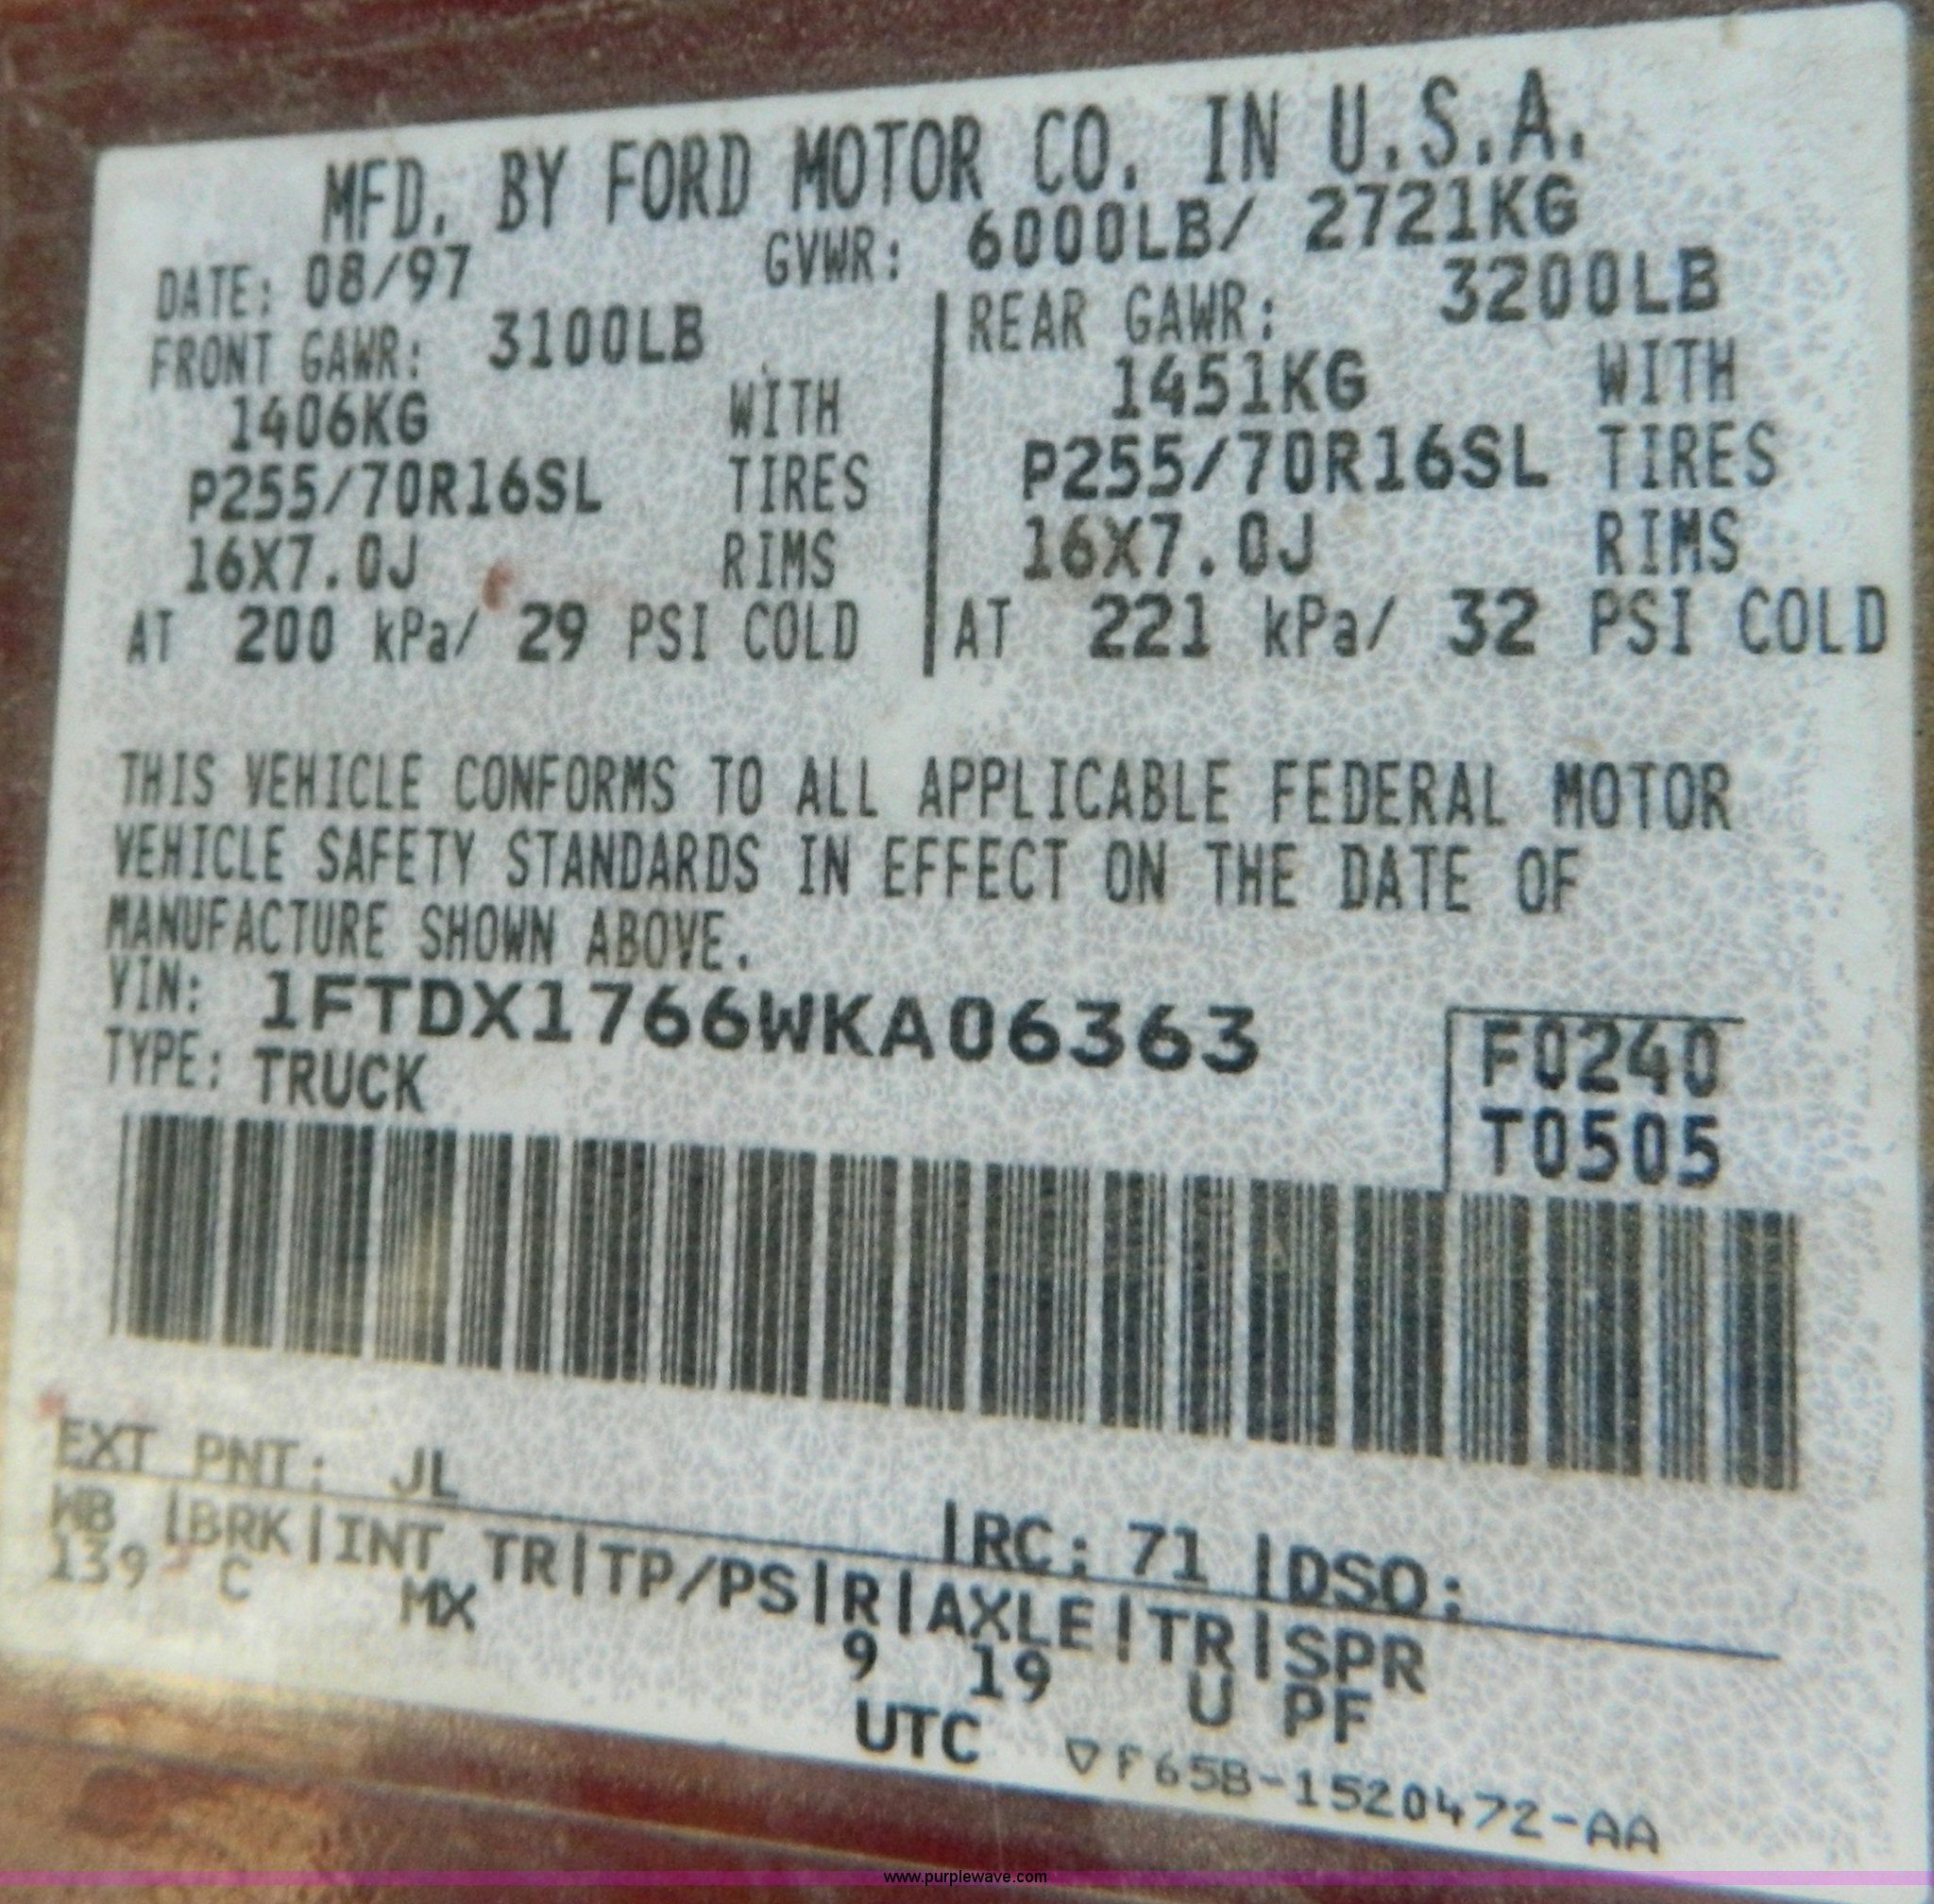 MFD. BY FORD MOTOR CO. IN U.S.A.
DATE: 08/97 GVWR: 6000LB/ 2721KG
FRONT GAWR: 3100LB REAR GAWR: 3200LB
1406KG WITH 1451KG WITH
P255/70R16SL TIRES P255/70R16SL TIRES
16X7.0J RIMS 16X7.0J RIMS
AT 200 kPa/ 29 PSI COLD AT 221 kPa/ 32 PSI COLD
THIS VEHICLE CONFORMS TO ALL APPLICABLE FEDERAL MOTOR
VEHICLE SAFETY STANDARDS IN EFFECT ON THE DATE OF
MANUFACTURE SHOWN ABOVE.
VIN: 1FTDX1766WKA06363 F0240
TYPE: TRUCK T0505
EXT PNT: JL RC: 71 DSO:
WB |BRK|INT TR|TP/PS|R|AXLE|TR|SPR
139 C MX 9 19 U PF
UTC ▽F65B-1520472-AA
www.purplewave.com